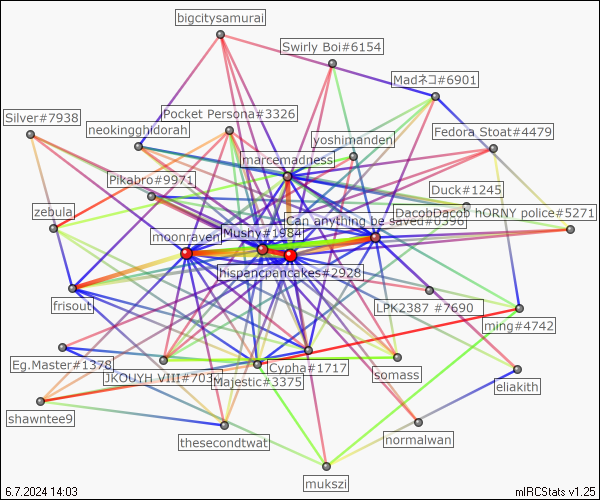 bigcitysamurai
Swirly Boi#6154
Madネコ#6901
Silver#7938
Pocket Persona#3326
neokingghidorah
yoshimanden
Fedora Stoat#4479
marcemadness
Pikabro#9971
Duck#1245
zebula
DacobDacob hORNY police#5271
Can anything be saved#0398
Mushy#1984
moonraven
hispancpancakes#2928
frisout
LPK2387 #7690
ming#4742
Eg.Master#1378
JKOUYH VIII#703
Majestic#3375
Cypha#1717
somass
eliakith
shawntee9
thesecondtwat
normalwan
mukszi
6.7.2024 14:03
mIRCStats v1.25